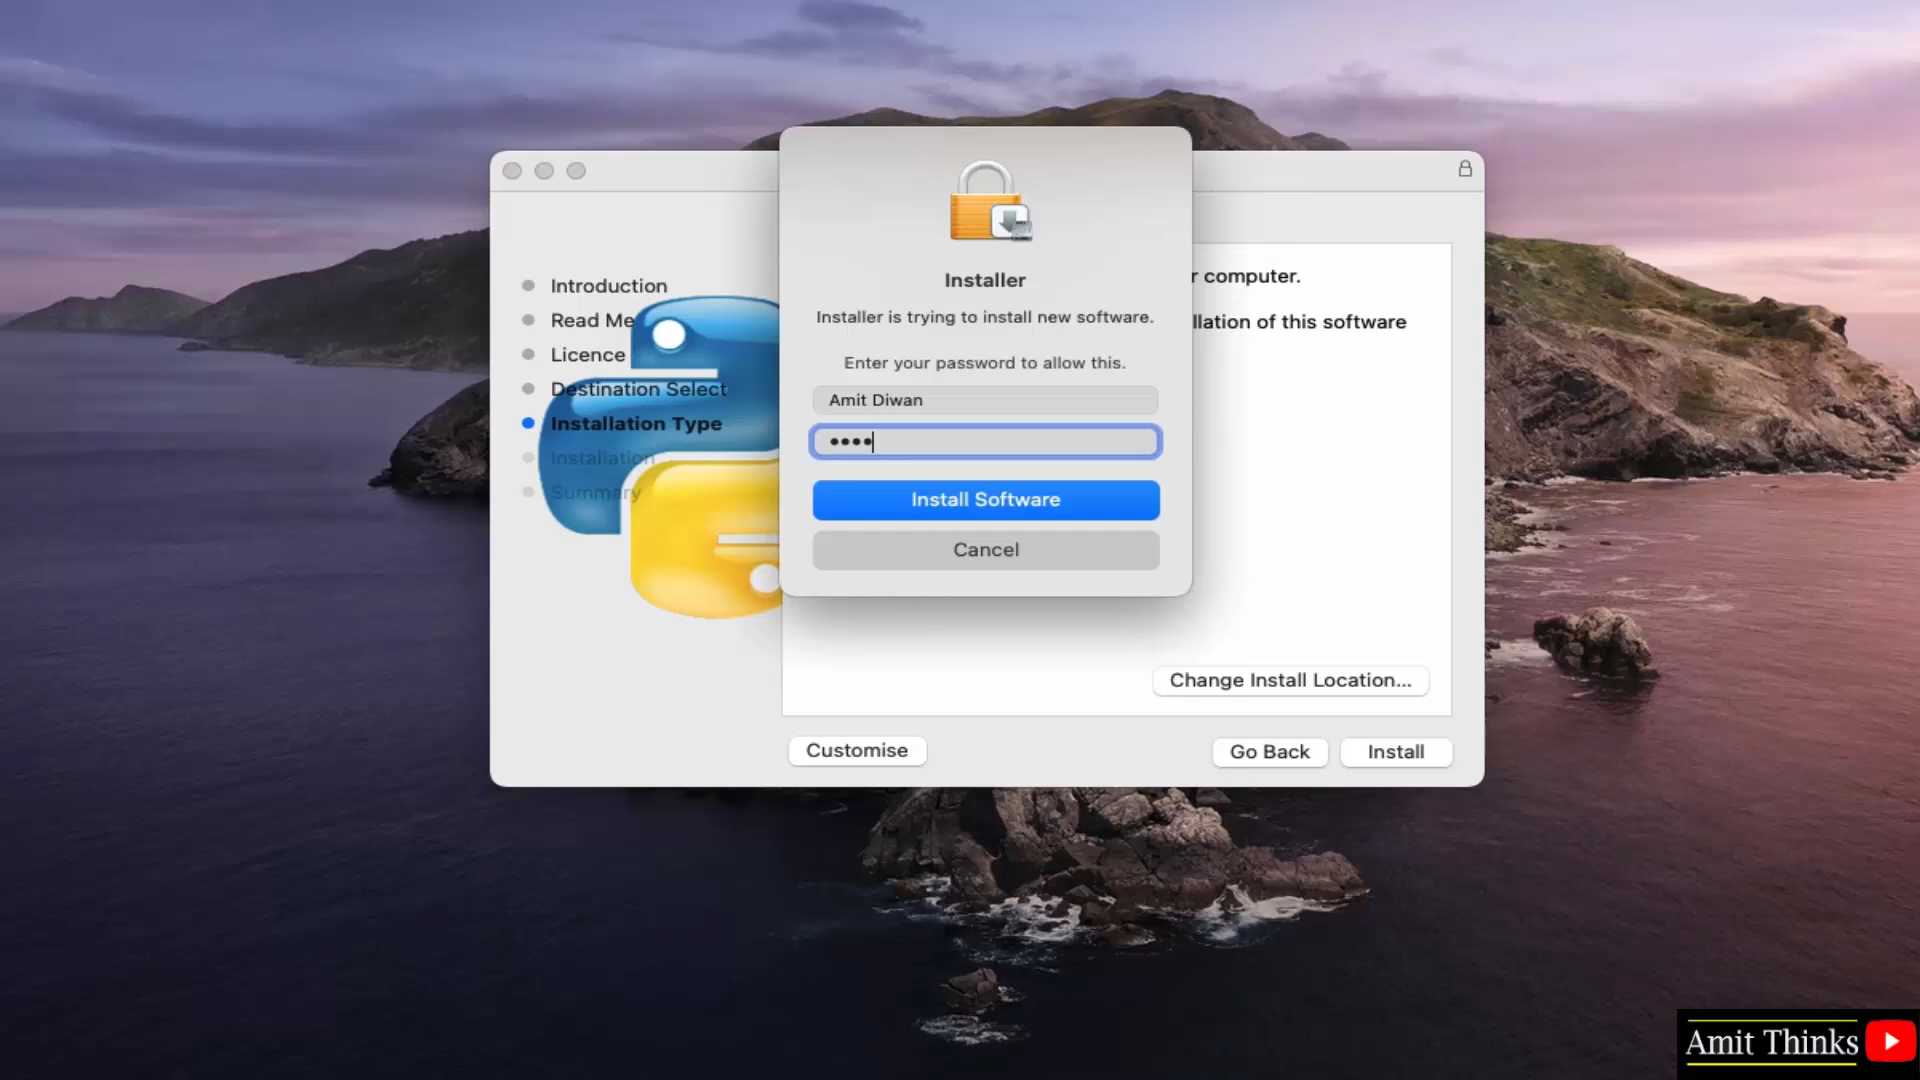 Introduction
Read Me
Licence
Destination Select
Installation Type
Installation
Summary
Installer
Installer is trying to install new software.
Enter your password to allow this.
Amit Diwan
••••
Install Software
Cancel
r computer.
llation of this software
Change Install Location...
Customise
Go Back
Install
Amit Thinks